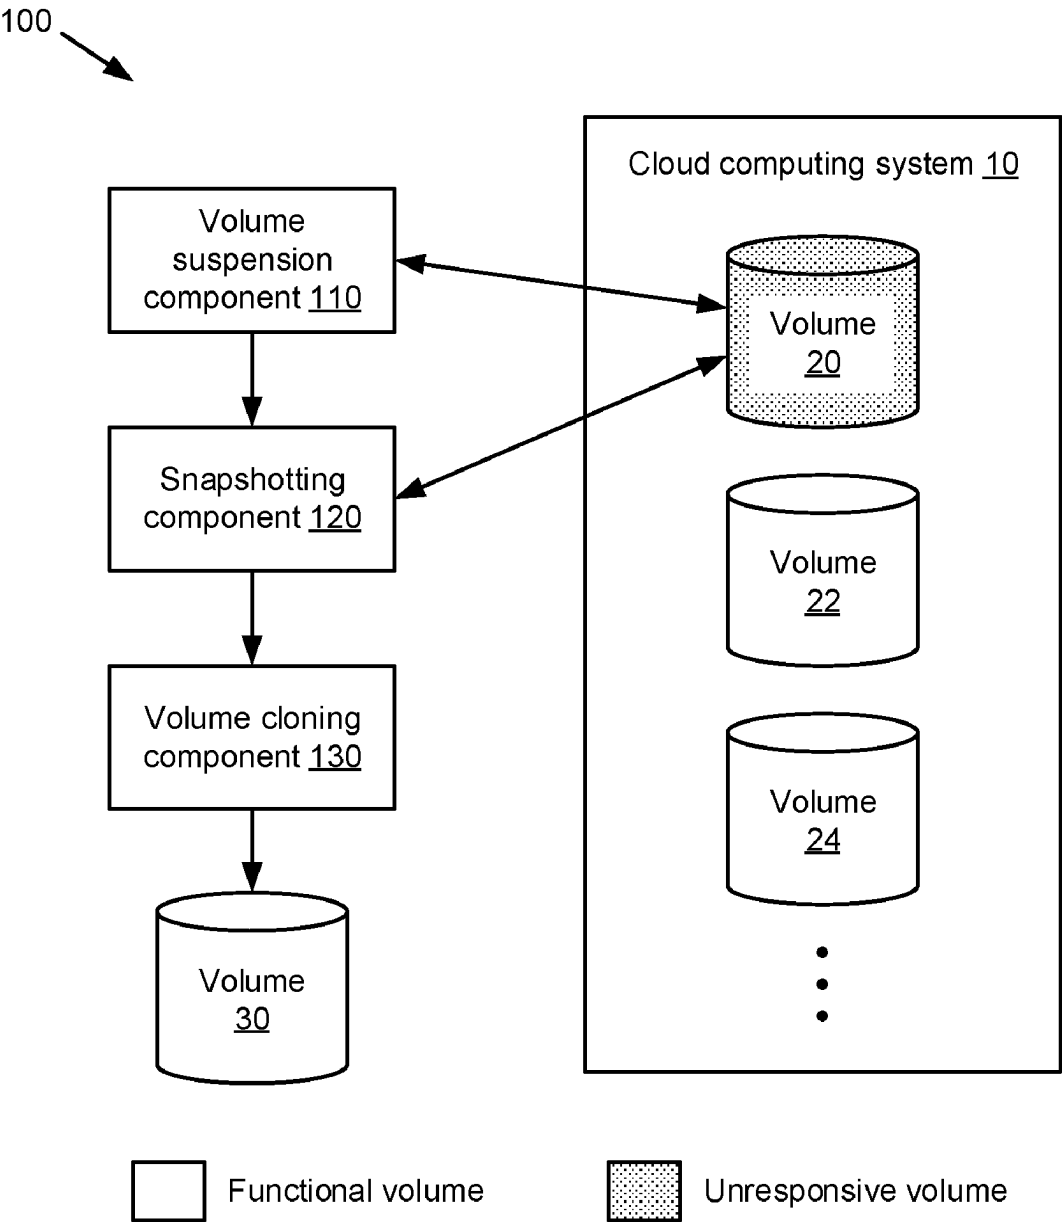 100
Cloud computing system 10
Volume
suspension
component 110
Volume
20
Snapshotting
component 120
Volume
22
Volume cloning
component 130
Volume
24
Volume
30
Functional volume
Unresponsive volume